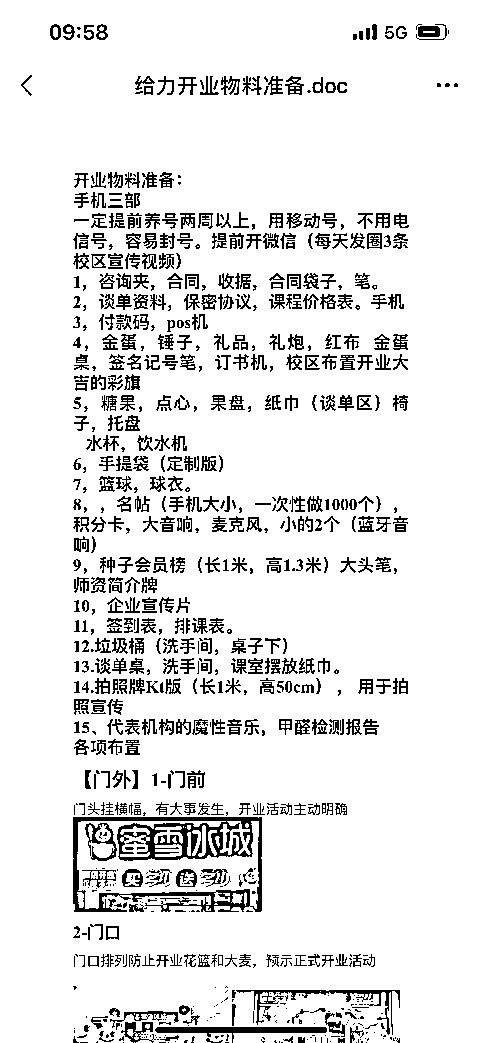 09:58
5G
给力开业物料准备.doc
开业物料准备：
手机三部
一定提前养号两周以上，用移动号，不用电
信号，容易封号。提前开微信（每天发圈3条
校区宣传视频）
1，咨询夹，合同，收据，合同袋子，笔。
2，谈单资料，保密协议，课程价格表。手机
3，付款码，pos机
4，金蛋，锤子，礼品，礼炮，红布 金蛋
桌，签名记号笔，订书机，校区布置开业大
吉的彩旗
5，糖果，点心，果盘，纸巾（谈单区）椅
子，托盘
水杯，饮水机
6，手提袋（定制版）
7，篮球，球衣。
8，，名帖（手机大小，一次性做1000个），
积分卡，大音响，麦克风，小的2个（蓝牙音
响）
9，种子会员榜（长1米，高1.3米）大头笔，
师资简介牌
10，企业宣传片
11，签到表，排课表。
12.垃圾桶（洗手间，桌子下）
13.谈单桌，洗手间，课室摆放纸巾。
14.拍照牌Kt版（长1米，高50cm），用于拍
照宣传
15、代表机构的魔性音乐，甲醛检测报告
各项布置
【门外】1-门前
门头挂横幅，有大事发生，开业活动主动明确
蜜雪冰城
买 多少 送 多少
2-门口
门口排列防止开业花篮和大麦，预示正式开业活动